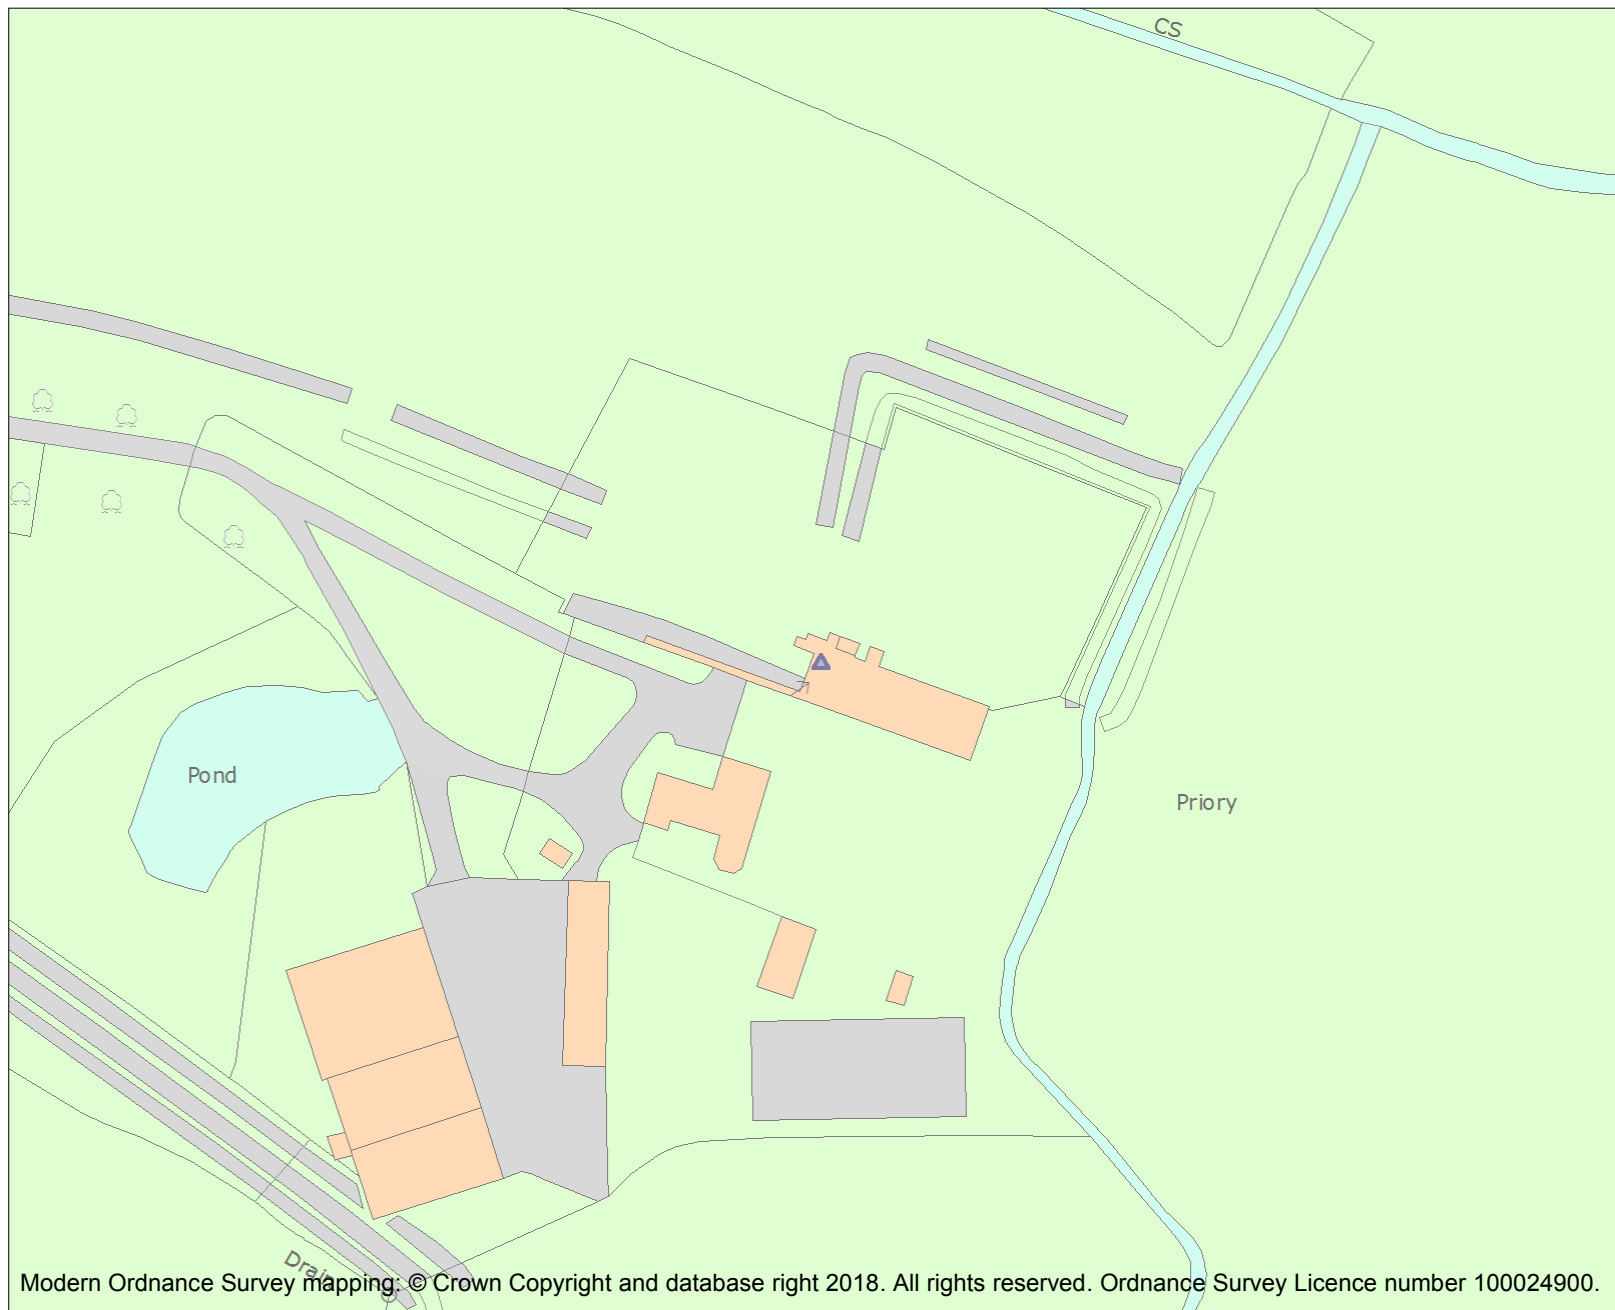 CS
Pond
Priory
Drain
Modern Ordnance Survey mapping: © Crown Copyright and database right 2018. All rights reserved. Ordnance Survey Licence number 100024900.